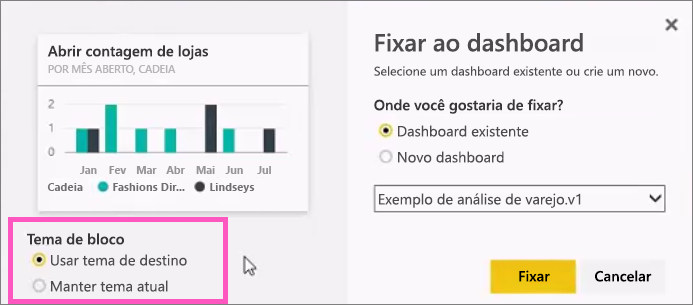 Abrir contagem de lojas
POR MÊS ABERTO, CADEIA
2
1
0
Jan Fev Mar Abr Mai Jun Jul
Cadeia Fashions Dir... Lindseys
Tema de bloco
Usar tema de destino
Manter tema atual
Fixar ao dashboard
Selecione um dashboard existente ou crie um novo.
Onde você gostaria de fixar?
Dashboard existente
Novo dashboard
Exemplo de análise de varejo.v1
Fixar Cancelar